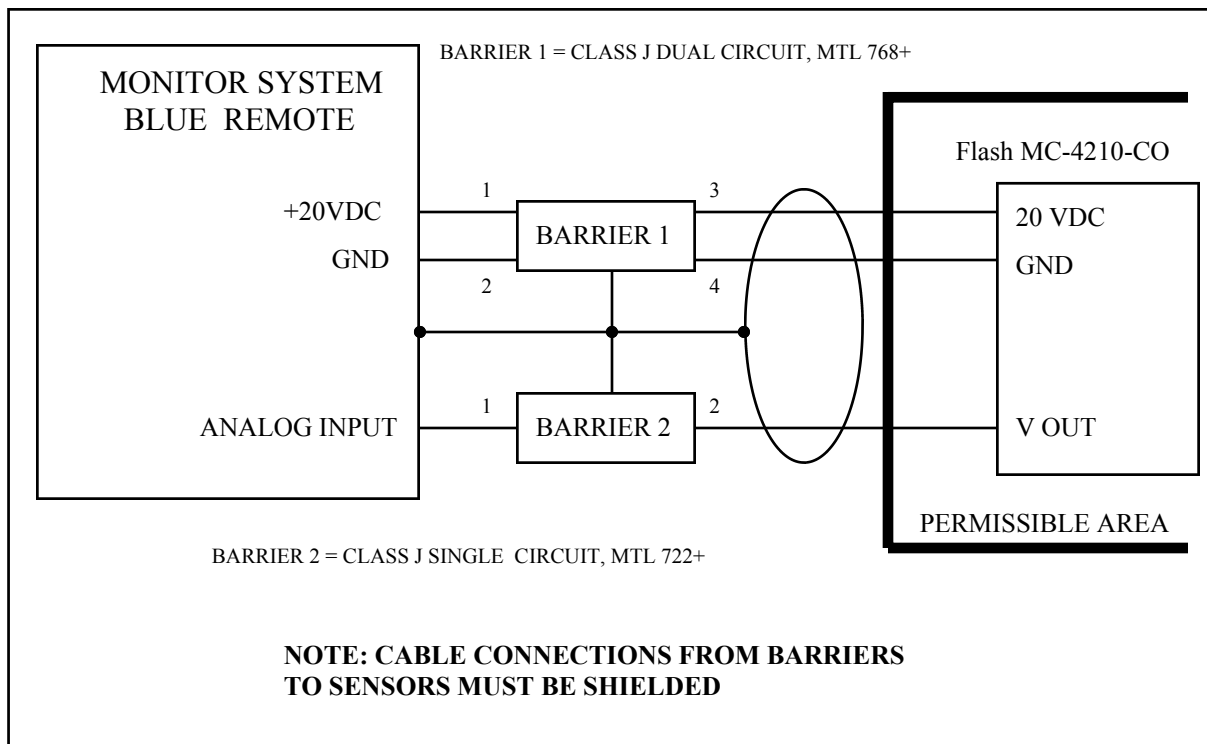 BARRIER 1 = CLASS J DUAL CIRCUIT, MTL 768+
MONITOR SYSTEM
BLUE REMOTE
Flash MC-4210-CO
+20VDC
1
BARRIER 1
3
20 VDC
GND
2
4
GND
ANALOG INPUT
1
BARRIER 2
2
V OUT
PERMISSIBLE AREA
BARRIER 2 = CLASS J SINGLE CIRCUIT, MTL 722+
NOTE: CABLE CONNECTIONS FROM BARRIERS
TO SENSORS MUST BE SHIELDED